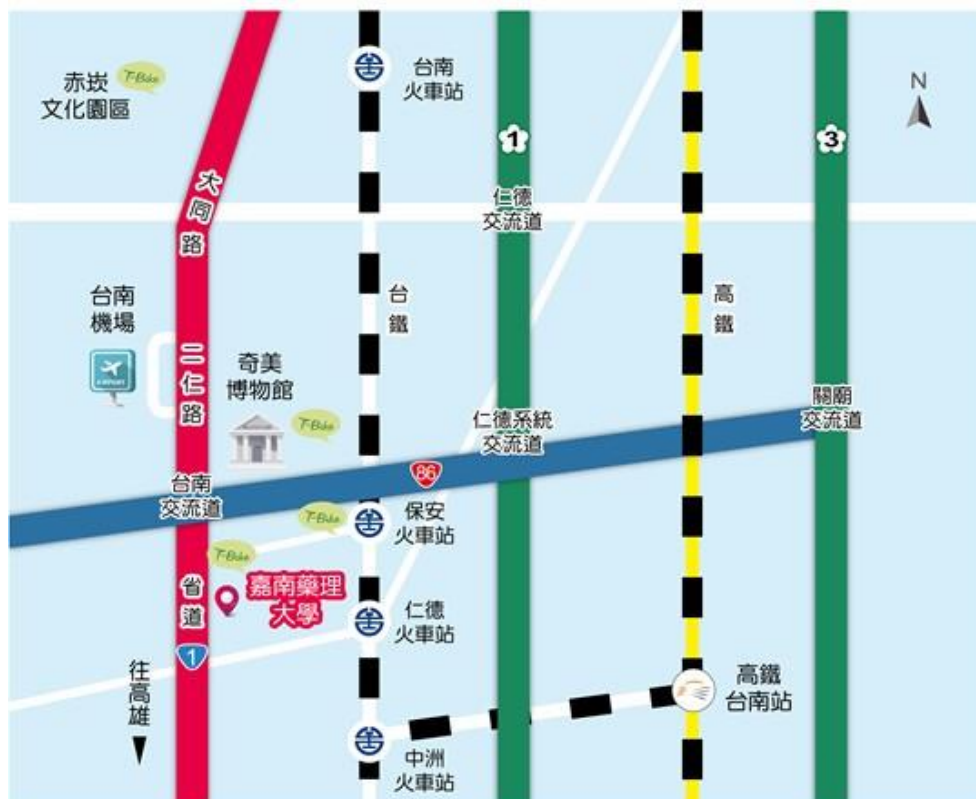 台南
火車站
N
赤崁
文化園區
T-Bike
1
3
大同路
仁德
交流道
台南
機場
AIRPORT
台鐵
高鐵
二仁路
奇美
博物館
T-Bike
仁德系統
交流道
關廟
交流道
86
台南
交流道
T-Bike
保安
火車站
T-Bike
嘉南藥理
大學
省道
1
仁德
火車站
往高雄
高鐵
台南站
中洲
火車站